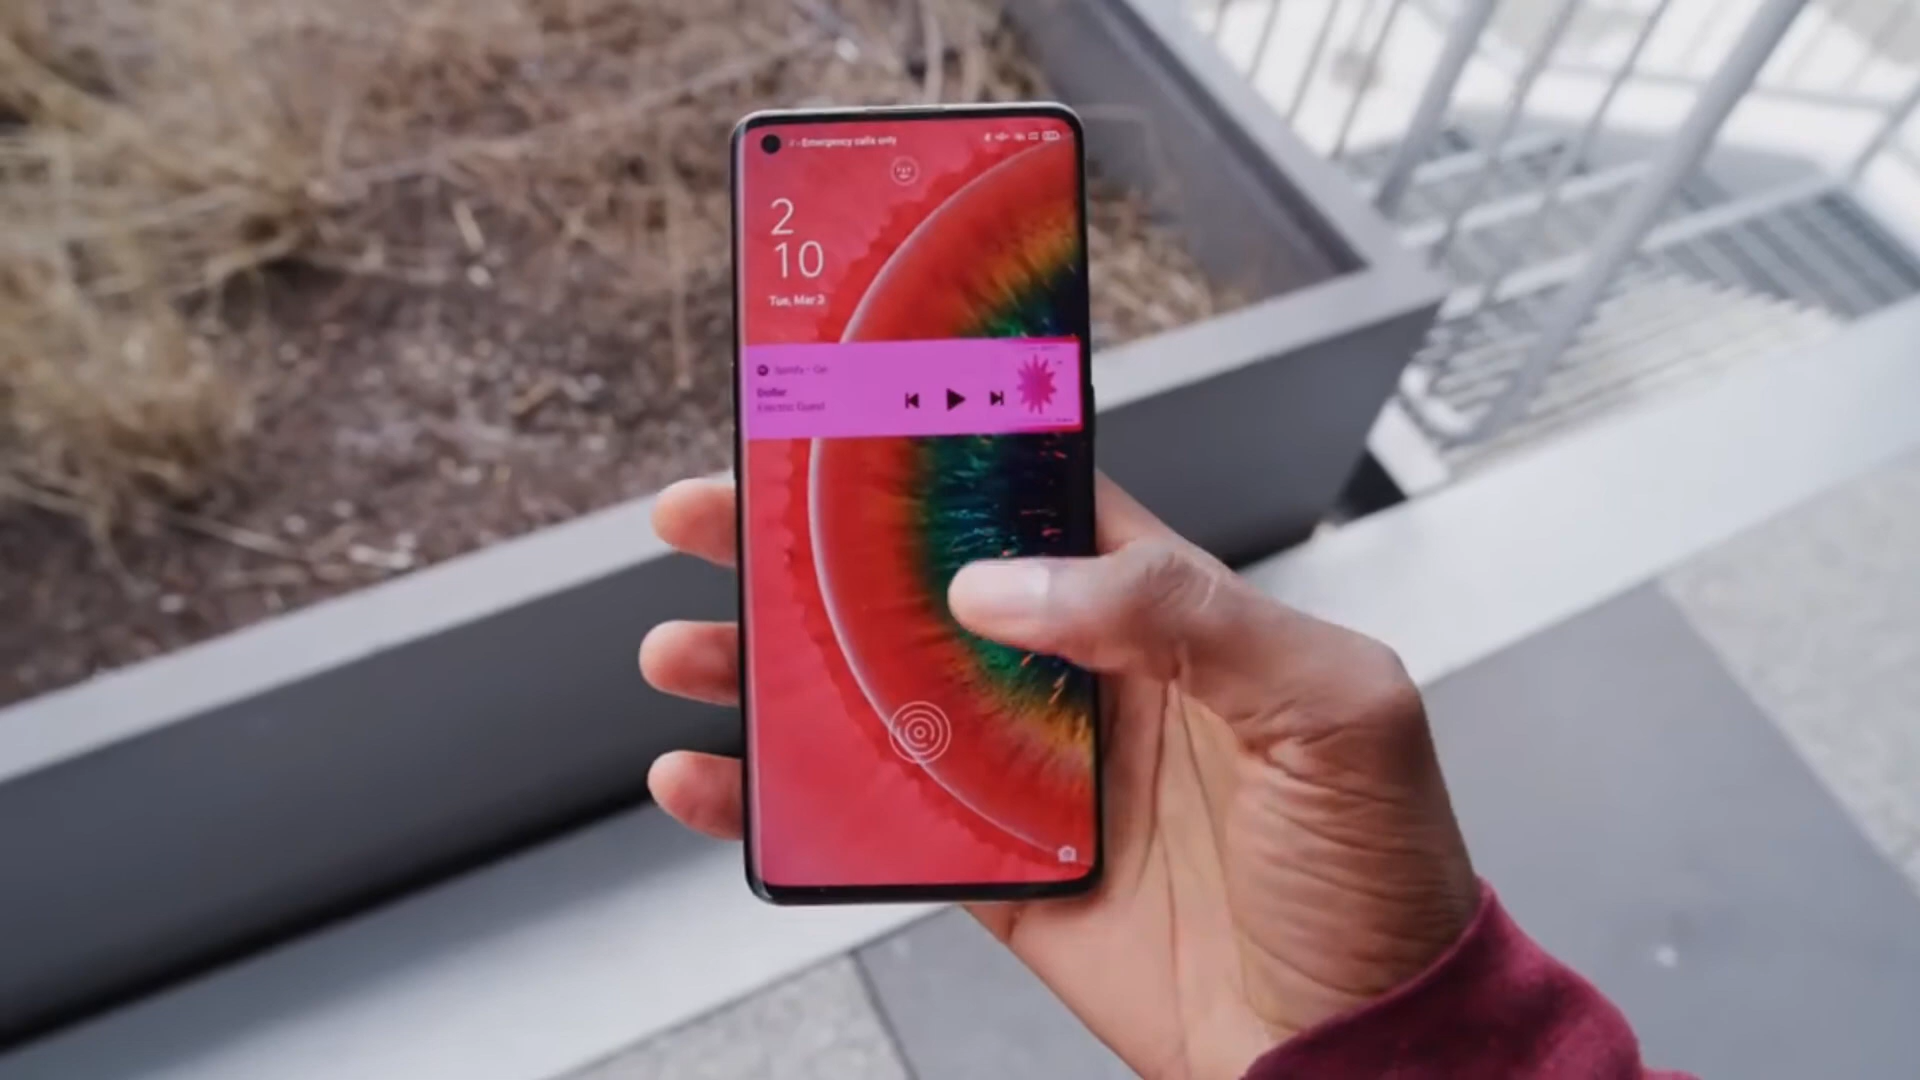 Emergency calls only
2
10
Tue, Mar 3
Spotify •
Dollar
Electric Guest